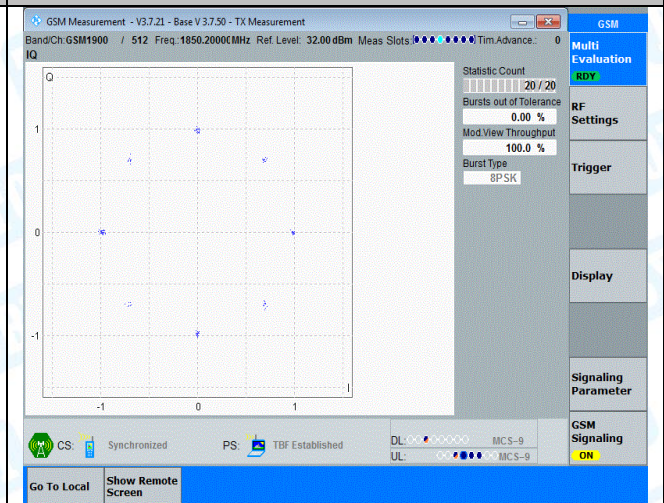 GSM Measurement - V3.7.21 - Base V 3.7.50 - TX Measurement
GSM
Band/Ch:GSM1900 / 512 Freq.:1850.2000 MHz Ref. Level: 32.00 dBm Meas Slots: Tim.Advance.: 0
IQ
Multi
Evaluation
RDY
Q
1
0
-1
I
-1 0 1
Statistic Count
20 / 20
Bursts out of Tolerance
0.00 %
Mod.View Throughput
100.0 %
Burst Type
8PSK
RF
Settings
Trigger
Display
Signaling
Parameter
GSM
Signaling
ON
CS: Synchronized PS: TBF Established DL: MCS-9
UL: MCS-9
Go To Local
Show Remote
Screen